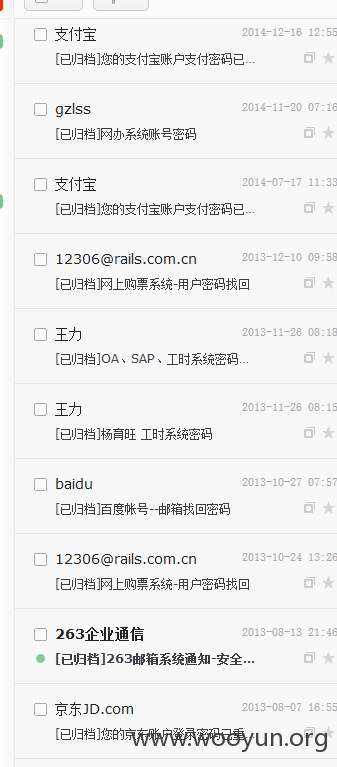 支付宝 2014-12-16 12:55
[已归档]您的支付宝账户支付密码已...
gzlss 2014-11-20 07:16
[已归档]网办系统账号密码
支付宝 2014-07-17 11:33
[已归档]您的支付宝账户支付密码已...
12306@rails.com.cn 2013-12-10 09:58
[已归档]网上购票系统-用户密码找回
王力 2013-11-26 08:18
[已归档]OA、SAP、工时系统密码...
王力 2013-11-26 08:15
[已归档]杨育旺 工时系统密码
baidu 2013-10-27 07:57
[已归档]百度帐号--邮箱找回密码
12306@rails.com.cn 2013-10-24 13:26
[已归档]网上购票系统-用户密码找回
263企业通信 2013-08-13 21:46
[已归档]263邮箱系统通知-安全...
京东JD.com 2013-08-07 16:55
[已归档]您的京东账户登录密码已重...
www.wooyun.org